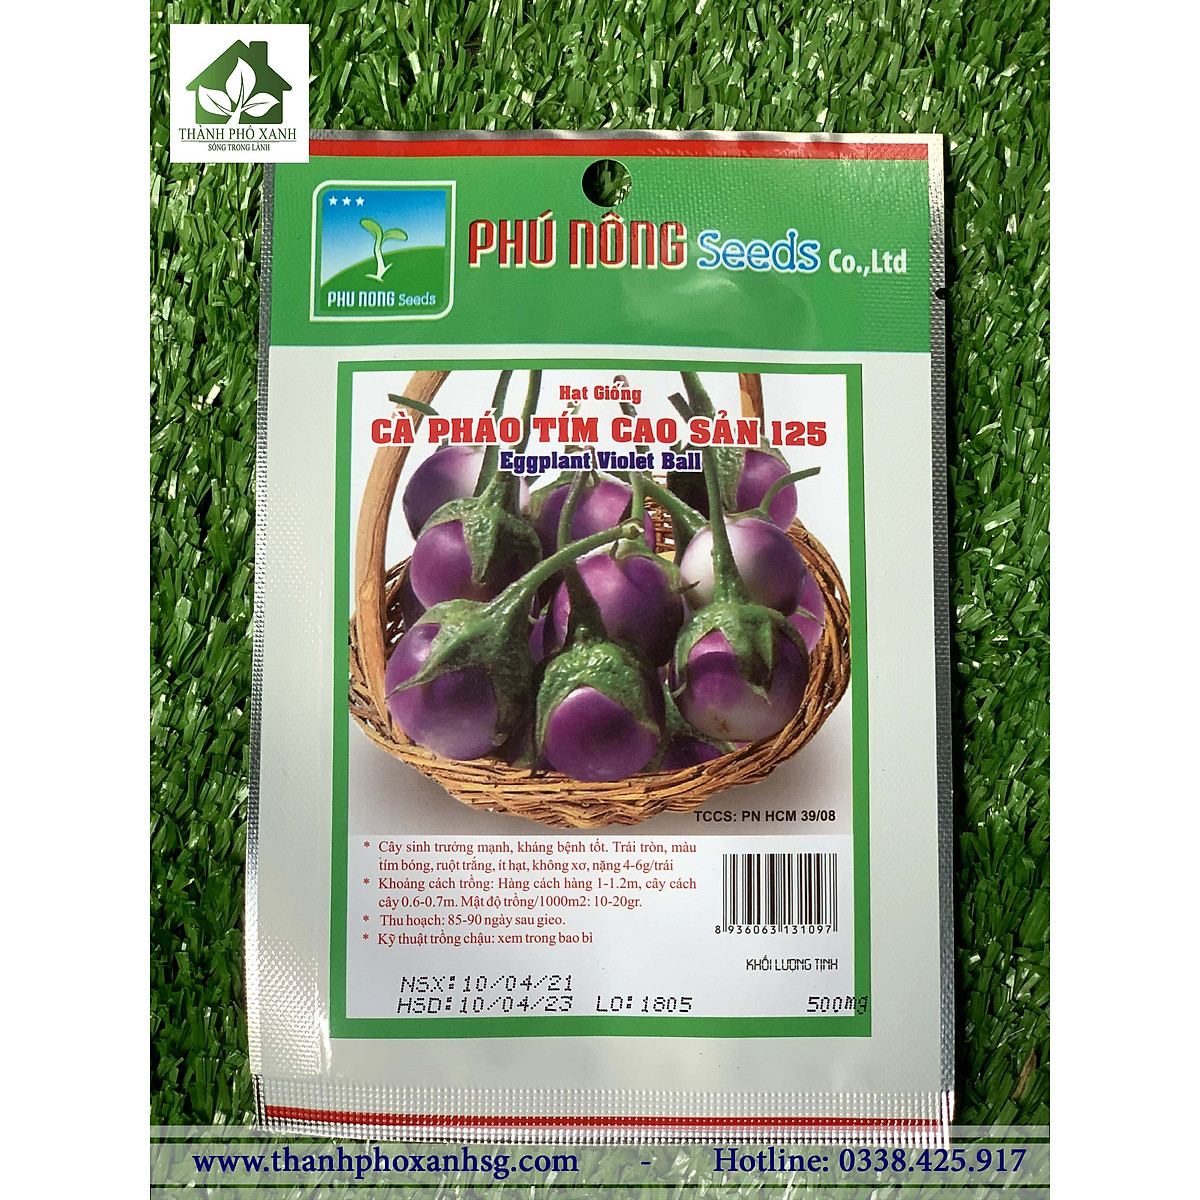 THÀNH PHỐ XANH
SỐNG TRONG LÀNH
PHÚ NÔNG Seeds Co.,Ltd
PHU NONG Seeds
Hạt Giống
CÀ PHÁO TÍM CAO SẢN 125
Eggplant Violet Ball
TCCS: PN HCM 39/08
* Cây sinh trưởng mạnh, kháng bệnh tốt. Trái tròn, màu
tím bóng, ruột trắng, ít hạt, không xơ, nặng 4-6g/trái
* Khoảng cách trồng: Hàng cách hàng 1-1.2m, cây cách
cây 0.6-0.7m. Mật độ trồng/1000m2: 10-20gr.
* Thu hoạch: 85-90 ngày sau gieo.
* Kỹ thuật trồng chậu: xem trong bao bì
8 936063 131097
KHỐI LƯỢNG TỊNH
NSX: 10/04/21
HSD: 10/04/23 LO: 1805 500mg
www.thanhphoxanhsg.com - Hotline: 0338.425.917